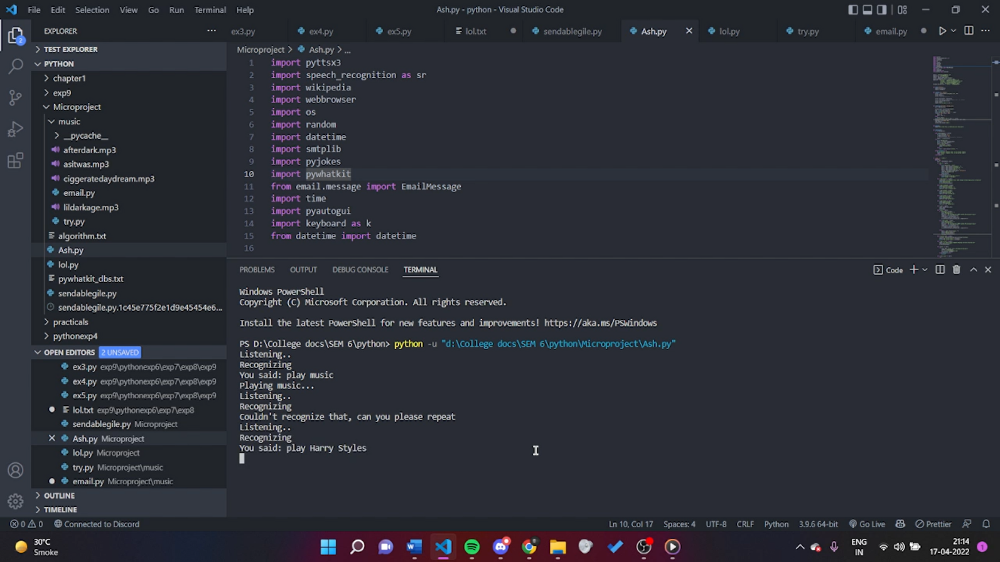 File Edit Selection View Go Run Terminal Help
Ash.py - python - Visual Studio Code
EXPLORER
ex3.py ex4.py ex5.py lol.txt sendablegile.py Ash.py lol.py try.py email.py
TEST EXPLORER
PYTHON
chapter1
exp9
Microproject
music
__pycache__
afterdark.mp3
asitwas.mp3
ciggeratedaydream.mp3
email.py
lildarkage.mp3
try.py
algorithm.txt
Ash.py
lol.py
pywhatkit_dbs.txt
sendablegile.py
sendablegile.py.1c45e775f2e1d9e45454e6...
practicals
pythonexp4
OPEN EDITORS 2 UNSAVED
ex3.py exp9\pythonexp6\exp7\exp8\exp9
ex4.py exp9\pythonexp6\exp7\exp8\exp9
ex5.py exp9\pythonexp6\exp7\exp8\exp9
lol.txt exp9\pythonexp6\exp7\exp8
sendablegile.py Microproject
Ash.py Microproject
lol.py Microproject
try.py Microproject\music
email.py Microproject\music
OUTLINE
TIMELINE
Microproject > Ash.py > ...
1 import pyttsx3
2 import speech_recognition as sr
3 import wikipedia
4 import webbrowser
5 import os
6 import random
7 import datetime
8 import smtplib
9 import pyjokes
10 import pywhatkit
11 from email.message import EmailMessage
12 import time
13 import pyautogui
14 import keyboard as k
15 from datetime import datetime
16
PROBLEMS OUTPUT DEBUG CONSOLE TERMINAL
Code
Windows PowerShell
Copyright (C) Microsoft Corporation. All rights reserved.
Install the latest PowerShell for new features and improvements! https://aka.ms/PSWindows
PS D:\College docs\SEM 6\python> python -u "d:\College docs\SEM 6\python\Microproject\Ash.py"
Listening..
Recognizing
You said: play music
Playing music...
Listening..
Recognizing
Couldn't recognize that, can you please repeat
Listening..
Recognizing
You said: play Harry Styles
0 0 Connected to Discord
Ln 10, Col 17 Spaces: 4 UTF-8 CRLF Python 3.9.6 64-bit Go Live Prettier
30°C
Smoke
ENG
IN
21:14
17-04-2022
1
2